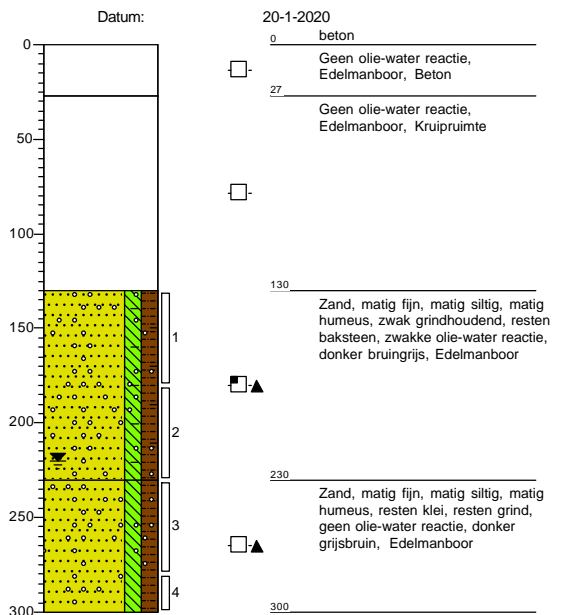 Datum: 20-1-2020
0 beton
0
Geen olie-water reactie,
Edelmanboor, Beton
27
Geen olie-water reactie,
Edelmanboor, Kruipruimte
50
100
130
Zand, matig fijn, matig siltig, matig
humeus, zwak grindhoudend, resten
baksteen, zwakke olie-water reactie,
donker bruingrijs, Edelmanboor
150
1
200
2
230
Zand, matig fijn, matig siltig, matig
humeus, resten klei, resten grind,
geen olie-water reactie, donker
grijsbruin, Edelmanboor
250
3
4
300
300